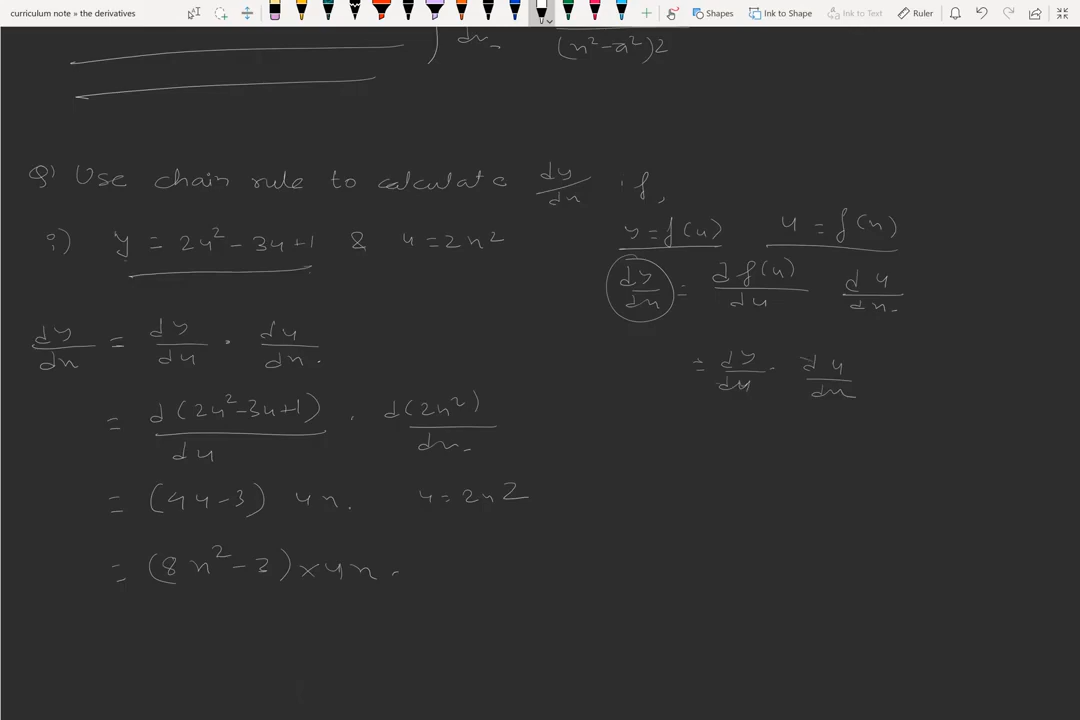 curriculum note » the derivatives
Shapes Ink to Shape Ink to Text Ruler
) dx (x²-a²)2
Q) Use chain rule to calculate dy/dx if,
i) y = 2u² - 3u + 1 & u = 2x²
y = f(u) u = f(x)
dy/dx = d f(u)/du du/dx.
dy/dx = dy/du . du/dx.
= dy/du . du/dx
= d(2u²-3u+1)/du . d(2x²)/dx.
= (4u-3) 4x. u = 2x2
= (8x²-3)×4x.